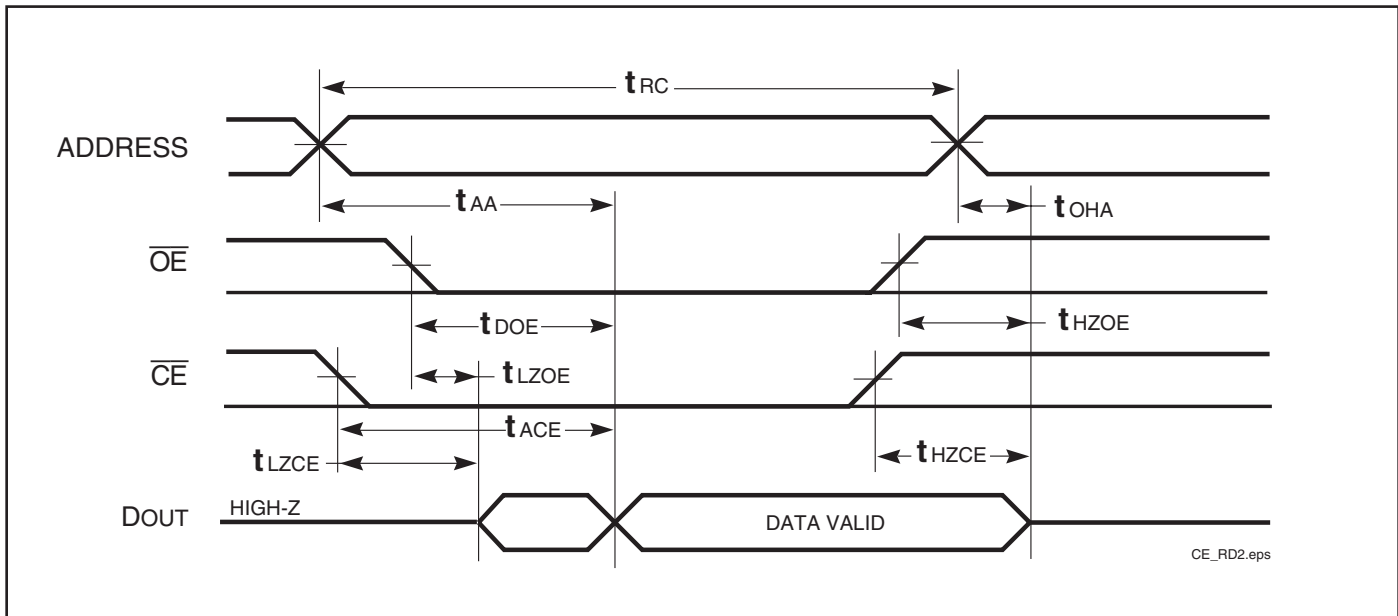 tRC
ADDRESS
tAA
tOHA
OE
tDOE
tHZOE
CE
tLZOE
tACE
tLZCE
tHZCE
DOUT
HIGH-Z
DATA VALID
CE_RD2.eps